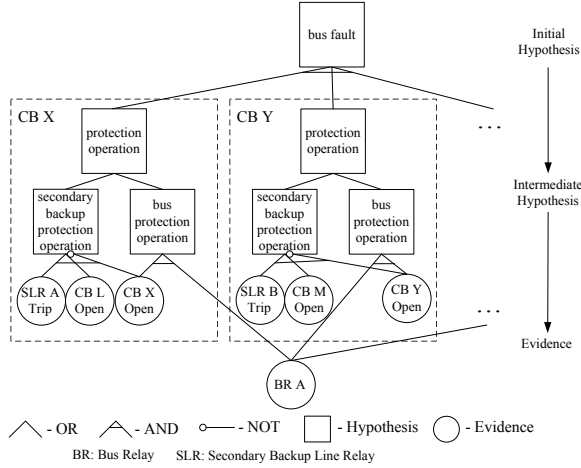 bus fault
Initial
Hypothesis
CB X
protection
operation
CB Y
protection
operation
...
secondary
backup
protection
operation
bus
protection
operation
secondary
backup
protection
operation
bus
protection
operation
Intermediate
Hypothesis
SLR A
Trip
CB L
Open
CB X
Open
SLR B
Trip
CB M
Open
CB Y
Open
...
Evidence
BR A
- OR
- AND
- NOT
- Hypothesis
- Evidence
BR: Bus Relay
SLR: Secondary Backup Line Relay